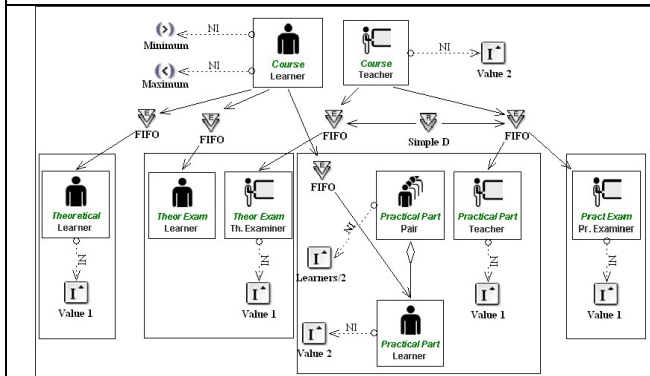 (>)
NI
Minimum
(<)
NI
Maximum
Course
Learner
Course
Teacher
NI
I
Value 2
E
FIFO
E
FIFO
E
FIFO
R
Simple D
E
FIFO
E
FIFO
Theoretical
Learner
NI
I
Value 1
Theor Exam
Learner
Theor Exam
Th. Examiner
NI
I
Value 1
Practical Part
Pair
NI
I
Learners/2
Practical Part
Teacher
NI
I
Value 1
Pract Exam
Pr. Examiner
NI
I
Value 1
NI
I
Value 2
Practical Part
Learner